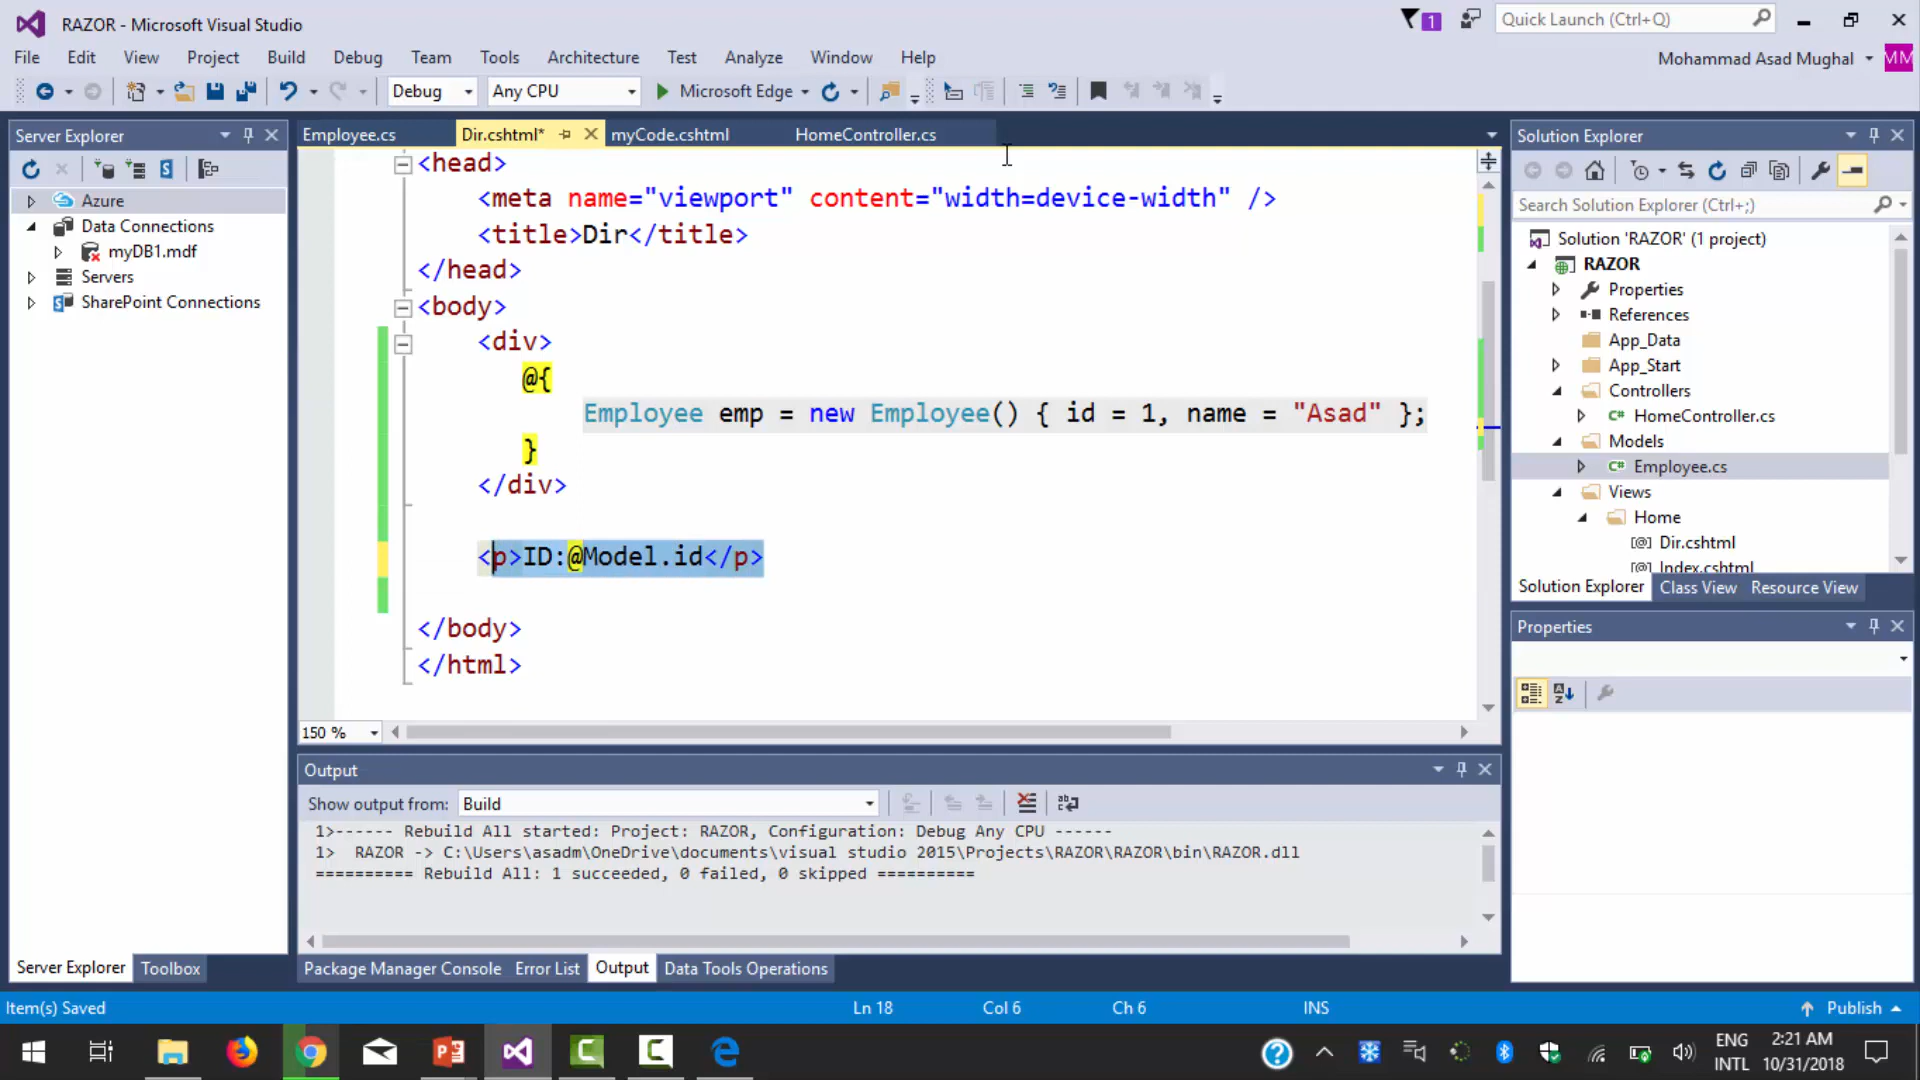 RAZOR - Microsoft Visual Studio
1
Quick Launch (Ctrl+Q)
File Edit View Project Build Debug Team Tools Architecture Test Analyze Window Help
Mohammad Asad Mughal MM
Debug Any CPU Microsoft Edge
Server Explorer
Azure
Data Connections
myDB1.mdf
Servers
SharePoint Connections
Server Explorer Toolbox
Employee.cs Dir.cshtml* myCode.cshtml HomeController.cs
<head>
<meta name="viewport" content="width=device-width" />
<title>Dir</title>
</head>
<body>
<div>
@{
Employee emp = new Employee() { id = 1, name = "Asad" };
}
</div>
<p>ID:@Model.id</p>
</body>
</html>
150 %
Output
Show output from: Build
1>------ Rebuild All started: Project: RAZOR, Configuration: Debug Any CPU ------
1>  RAZOR -> C:\Users\asadm\OneDrive\documents\visual studio 2015\Projects\RAZOR\RAZOR\bin\RAZOR.dll
========== Rebuild All: 1 succeeded, 0 failed, 0 skipped ==========
Package Manager Console Error List Output Data Tools Operations
Solution Explorer
Search Solution Explorer (Ctrl+;)
Solution 'RAZOR' (1 project)
RAZOR
Properties
References
App_Data
App_Start
Controllers
C# HomeController.cs
Models
C# Employee.cs
Views
Home
[@] Dir.cshtml
[@] Index.cshtml
Solution Explorer Class View Resource View
Properties
Item(s) Saved Ln 18 Col 6 Ch 6 INS Publish
ENG
INTL
2:21 AM
10/31/2018